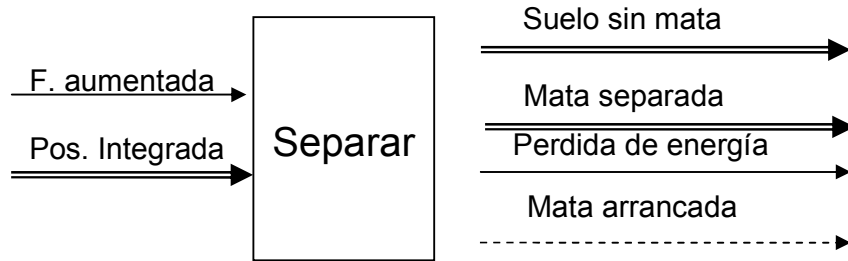 F. aumentada
Pos. Integrada
Separar
Suelo sin mata
Mata separada
Perdida de energía
Mata arrancada